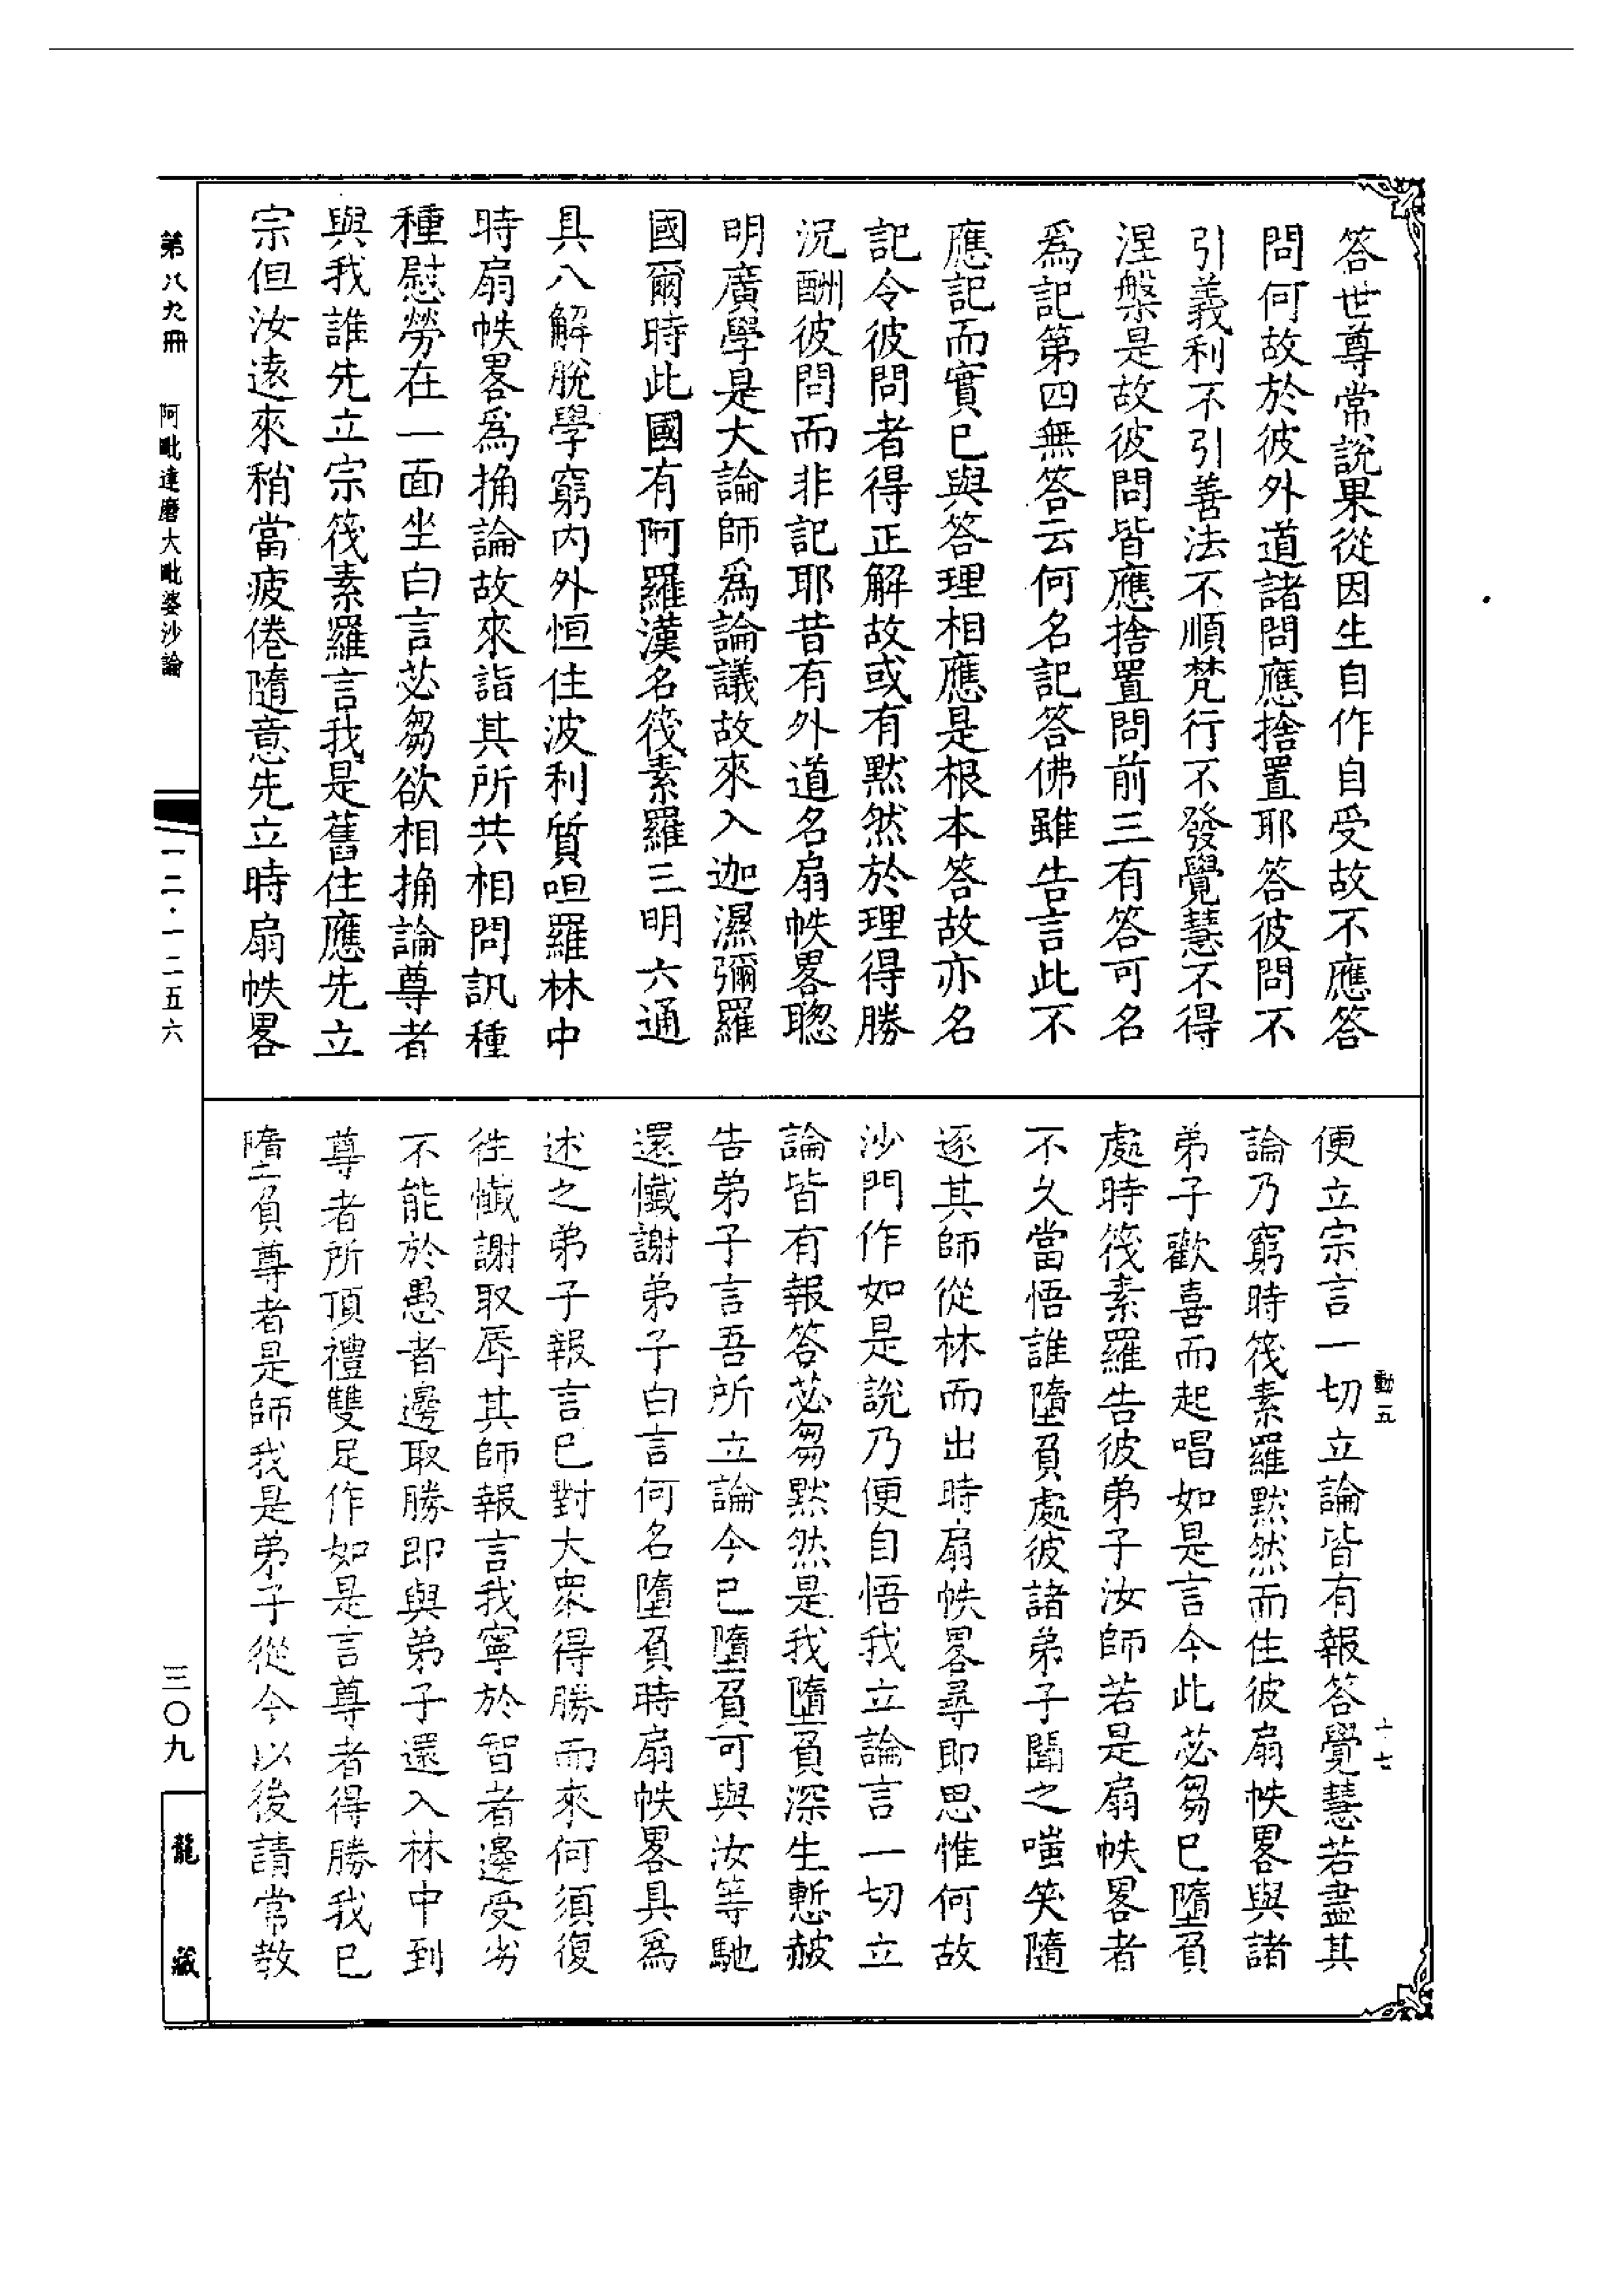 答世尊常說果從因生自作自受故不應答
問何故於彼外道諸問應捨置耶答彼問不
引義利不引善法不順梵行不發覺慧不得
涅槃是故彼問皆應捨置問前三有答可名
爲記第四無答云何名記答佛雖告言此不
應記而實已與答理相應是根本答故亦名
記令彼問者得正解故或有默然於理得勝
況酬彼問而非記耶昔有外道名扇帙畧聰
明廣學是大論師爲論議故來入迦濕彌羅
國爾時此國有阿羅漢名筏素羅三明六通
具八解脫學窮內外恒住波利質呾羅林中
時扇帙畧爲捔論故來詣其所共相問訊種
種慰勞在一面坐白言苾芻欲相捔論尊者
與我誰先立宗筏素羅言我是舊住應先立
宗但汝遠來稍當疲倦隨意先立時扇帙畧
便立宗言一切立論皆有報答覺慧若盡其
論乃窮時筏素羅默然而住彼扇帙畧與諸
弟子歡喜而起唱如是言今此苾芻已墮負
處時筏素羅告彼弟子汝師若是扇帙畧者
不久當悟誰墮負處彼諸弟子聞之嗤笑隨
逐其師從林而出時扇帙畧尋即思惟何故
沙門作如是說乃便自悟我立論言一切立
論皆有報答苾芻默然是我墮負深生慙赧
告弟子言吾所立論今已墮負可與汝等馳
還懺謝弟子白言何名墮負時扇帙畧具爲
述之弟子報言已對大衆得勝而來何須復
往懺謝取辱其師報言我寧於智者邊受劣
不能於愚者邊取勝即與弟子還入林中到
尊者所頂禮雙足作如是言尊者得勝我已
墮負尊者是師我是弟子從今以後請常教
動五
十七
第八九冊
阿毗達磨大毗婆沙論
一二·一二五六
三〇九
龍藏